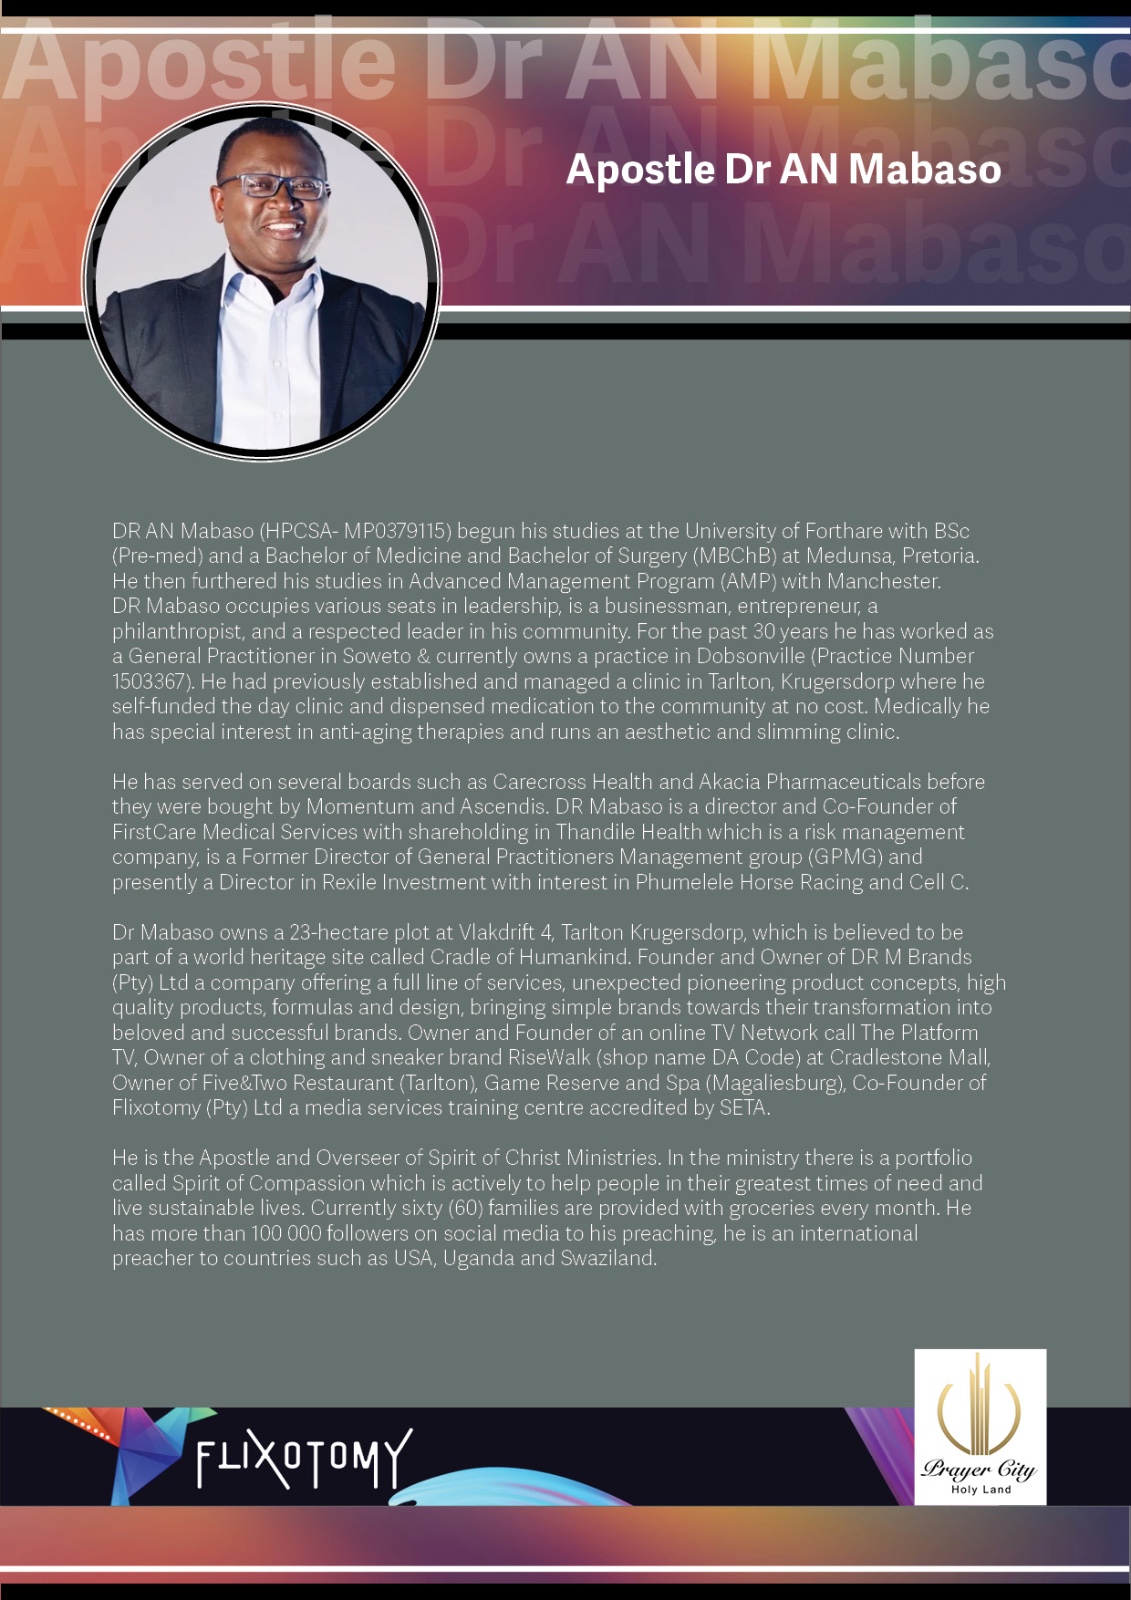 Apostle Dr AN Mabaso
Apostle Dr AN Mabaso
Apostle Dr AN Mabaso
Apostle Dr AN Mabaso
DR AN Mabaso (HPCSA- MP0379115) begun his studies at the University of Forthare with BSc
(Pre-med) and a Bachelor of Medicine and Bachelor of Surgery (MBChB) at Medunsa, Pretoria.
He then furthered his studies in Advanced Management Program (AMP) with Manchester.
DR Mabaso occupies various seats in leadership, is a businessman, entrepreneur, a
philanthropist, and a respected leader in his community. For the past 30 years he has worked as
a General Practitioner in Soweto & currently owns a practice in Dobsonville (Practice Number
1503367). He had previously established and managed a clinic in Tarlton, Krugersdorp where he
self-funded the day clinic and dispensed medication to the community at no cost. Medically he
has special interest in anti-aging therapies and runs an aesthetic and slimming clinic.
He has served on several boards such as Carecross Health and Akacia Pharmaceuticals before
they were bought by Momentum and Ascendis. DR Mabaso is a director and Co-Founder of
FirstCare Medical Services with shareholding in Thandile Health which is a risk management
company, is a Former Director of General Practitioners Management group (GPMG) and
presently a Director in Rexile Investment with interest in Phumelele Horse Racing and Cell C.
Dr Mabaso owns a 23-hectare plot at Vlakdrift 4, Tarlton Krugersdorp, which is believed to be
part of a world heritage site called Cradle of Humankind. Founder and Owner of DR M Brands
(Pty) Ltd a company offering a full line of services, unexpected pioneering product concepts, high
quality products, formulas and design, bringing simple brands towards their transformation into
beloved and successful brands. Owner and Founder of an online TV Network call The Platform
TV, Owner of a clothing and sneaker brand RiseWalk (shop name DA Code) at Cradlestone Mall,
Owner of Five&Two Restaurant (Tarlton), Game Reserve and Spa (Magaliesburg), Co-Founder of
Flixotomy (Pty) Ltd a media services training centre accredited by SETA.
He is the Apostle and Overseer of Spirit of Christ Ministries. In the ministry there is a portfolio
called Spirit of Compassion which is actively to help people in their greatest times of need and
live sustainable lives. Currently sixty (60) families are provided with groceries every month. He
has more than 100 000 followers on social media to his preaching, he is an international
preacher to countries such as USA, Uganda and Swaziland.
FLIXOTOMY
Prayer City
Holy Land